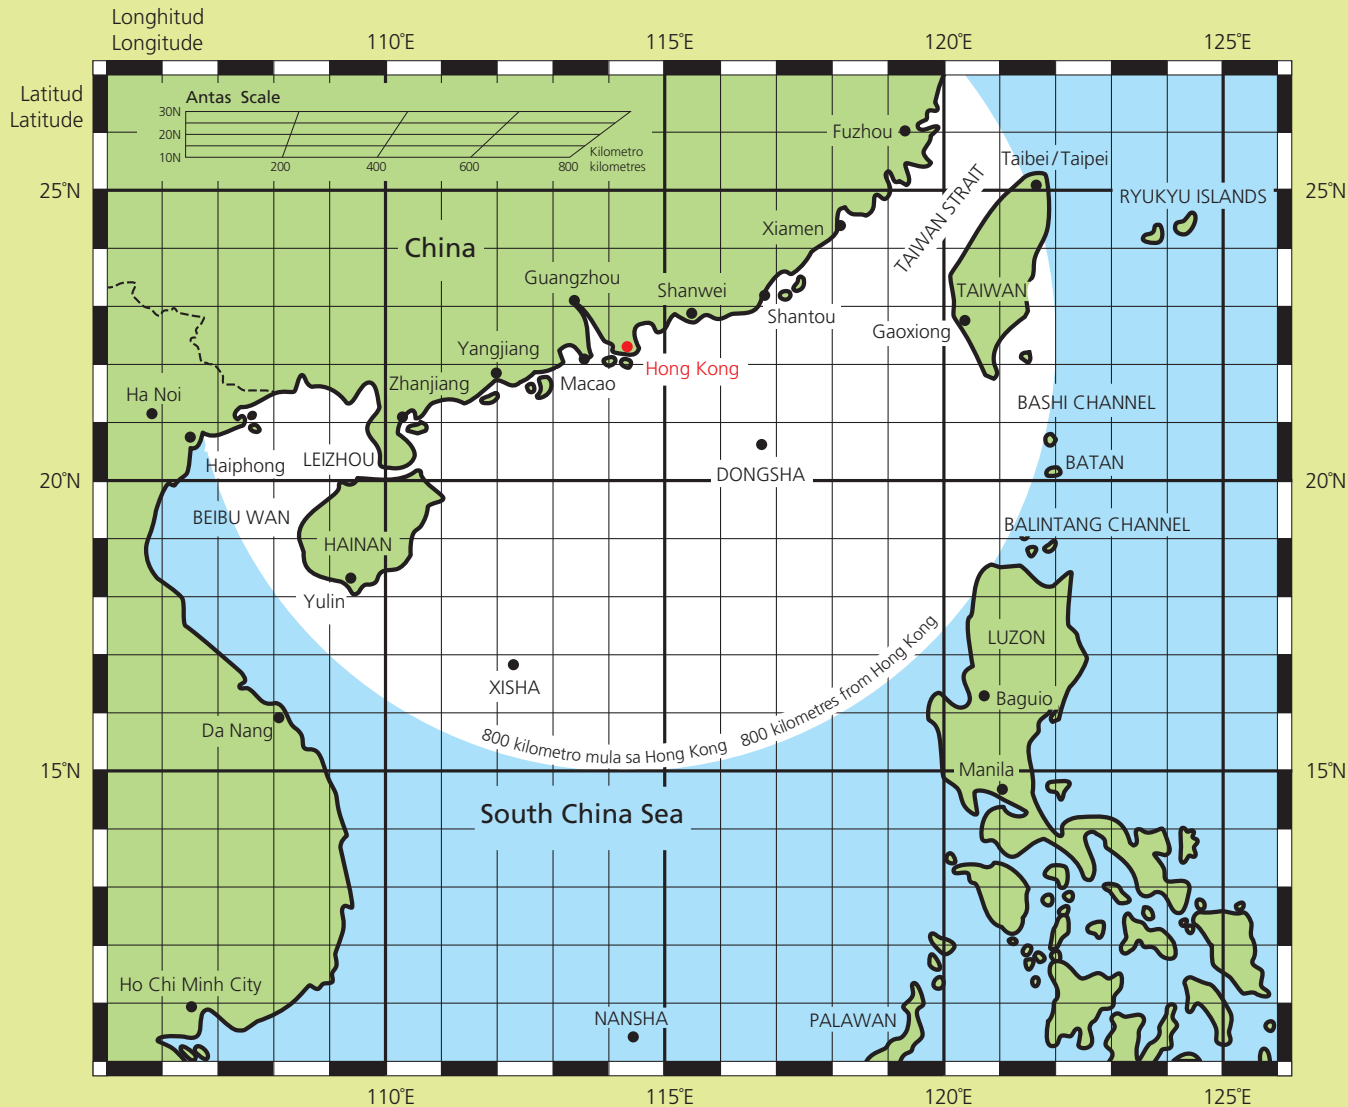 Longhitud
Longitude
110°E
115°E
120°E
125°E
Latitud
Latitude
Antas Scale
30N
20N
10N
200
400
600
800
Kilometro
kilometres
Fuzhou
Taibei/Taipei
25°N
25°N
RYUKYU ISLANDS
TAIWAN STRAIT
Xiamen
China
Guangzhou
Shanwei
TAIWAN
Shantou
Gaoxiong
Yangjiang
Hong Kong
Macao
Zhanjiang
Ha Noi
BASHI CHANNEL
Haiphong
LEIZHOU
BATAN
DONGSHA
20°N
20°N
BEIBU WAN
BALINTANG CHANNEL
HAINAN
Yulin
LUZON
XISHA
Baguio
Da Nang
800 kilometro mula sa Hong Kong
800 kilometres from Hong Kong
15°N
Manila
15°N
South China Sea
Ho Chi Minh City
NANSHA
PALAWAN
110°E
115°E
120°E
125°E